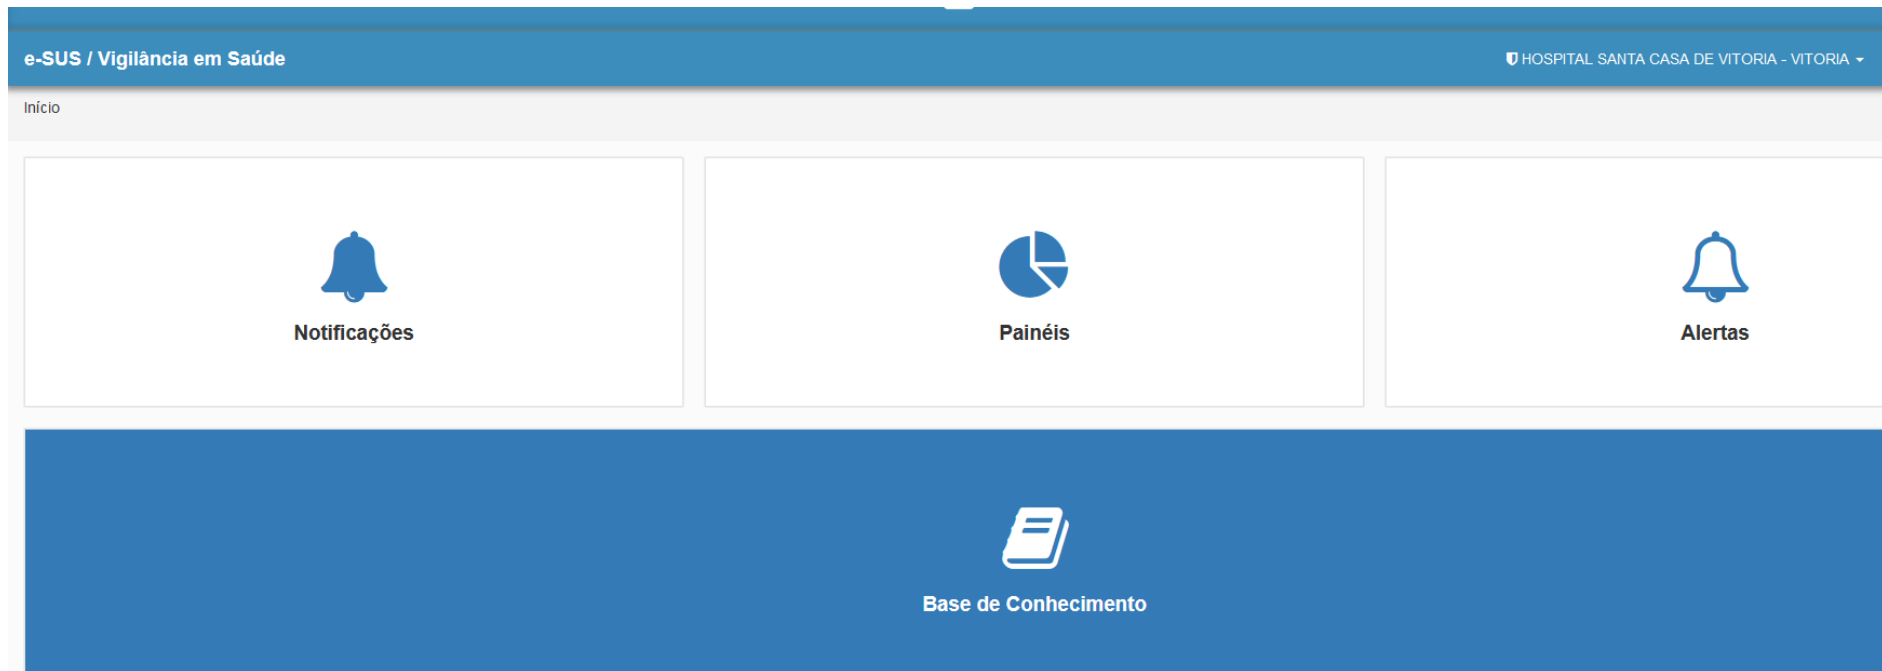 e-SUS / Vigilância em Saúde
HOSPITAL SANTA CASA DE VITORIA - VITORIA
Início
Notificações
Painéis
Alertas
Base de Conhecimento